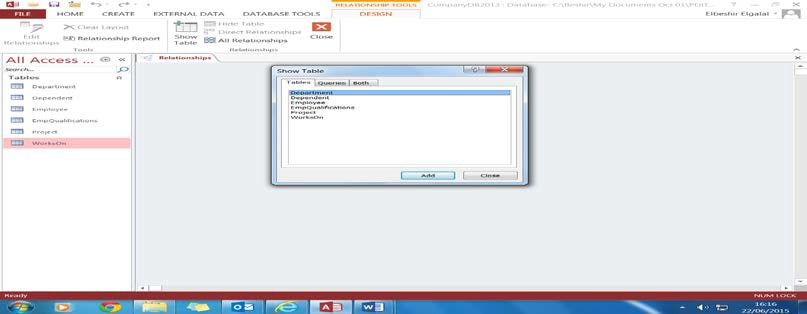 RELATIONSHIP TOOLS CompanyDB2013 : Database- C:\Beshir\My Documents Oct 01\PDB1...
FILE HOME CREATE EXTERNAL DATA DATABASE TOOLS DESIGN Elbeshir Elgalal
Edit Relationships
Clear Layout
Relationship Report
Tools
Show Table
Hide Table
Direct Relationships
All Relationships
Relationships
Close
All Access ...
Search...
Tables
Department
Dependent
Employee
EmpQualifications
Project
WorksOn
Relationships
Show Table
Tables Queries Both
Department
Dependent
Employee
EmpQualifications
Project
WorksOn
Add Close
Ready NUM LOCK
16:16
22/06/2015